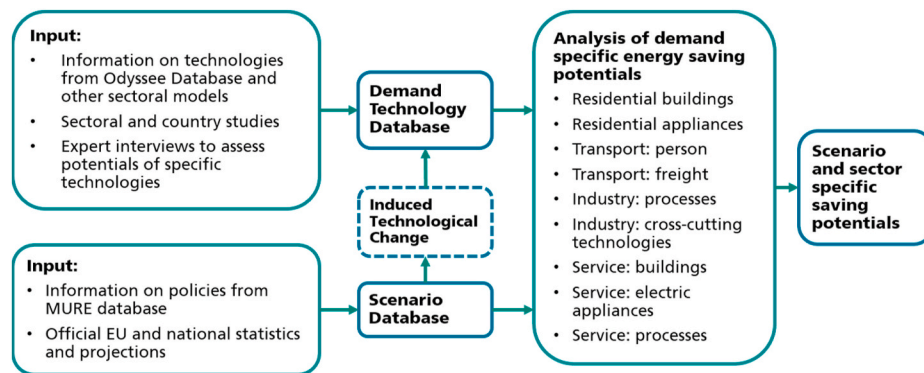 Input:
• Information on technologies
from Odyssee Database and
other sectoral models
• Sectoral and country studies
• Expert interviews to assess
potentials of specific
technologies
Input:
• Information on policies from
MURE database
• Official EU and national statistics
and projections
Demand
Technology
Database
Induced
Technological
Change
Scenario
Database
Analysis of demand
specific energy saving
potentials
• Residential buildings
• Residential appliances
• Transport: person
• Transport: freight
• Industry: processes
• Industry: cross-cutting
technologies
• Service: buildings
• Service: electric
appliances
• Service: processes
Scenario
and sector
specific
saving
potentials